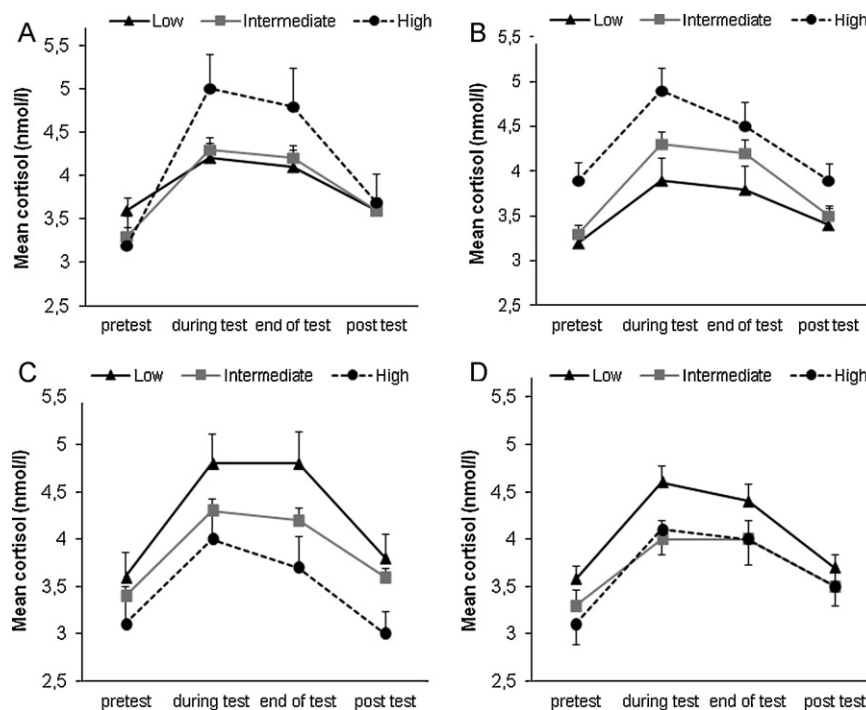 A
Low Intermediate High
5,5
5
4,5
4
3,5
3
2,5
Mean cortisol (nmol/l)
pretest during test end of test post test
B
Low Intermediate High
5,5
5
4,5
4
3,5
3
2,5
Mean cortisol (nmol/l)
pretest during test end of test post test
C
Low Intermediate High
5,5
5
4,5
4
3,5
3
2,5
Mean cortisol (nmol/l)
pretest during test end of test post test
D
Low Intermediate High
5,5
5
4,5
4
3,5
3
2,5
Mean cortisol (nmol/l)
pretest during test end of test post test